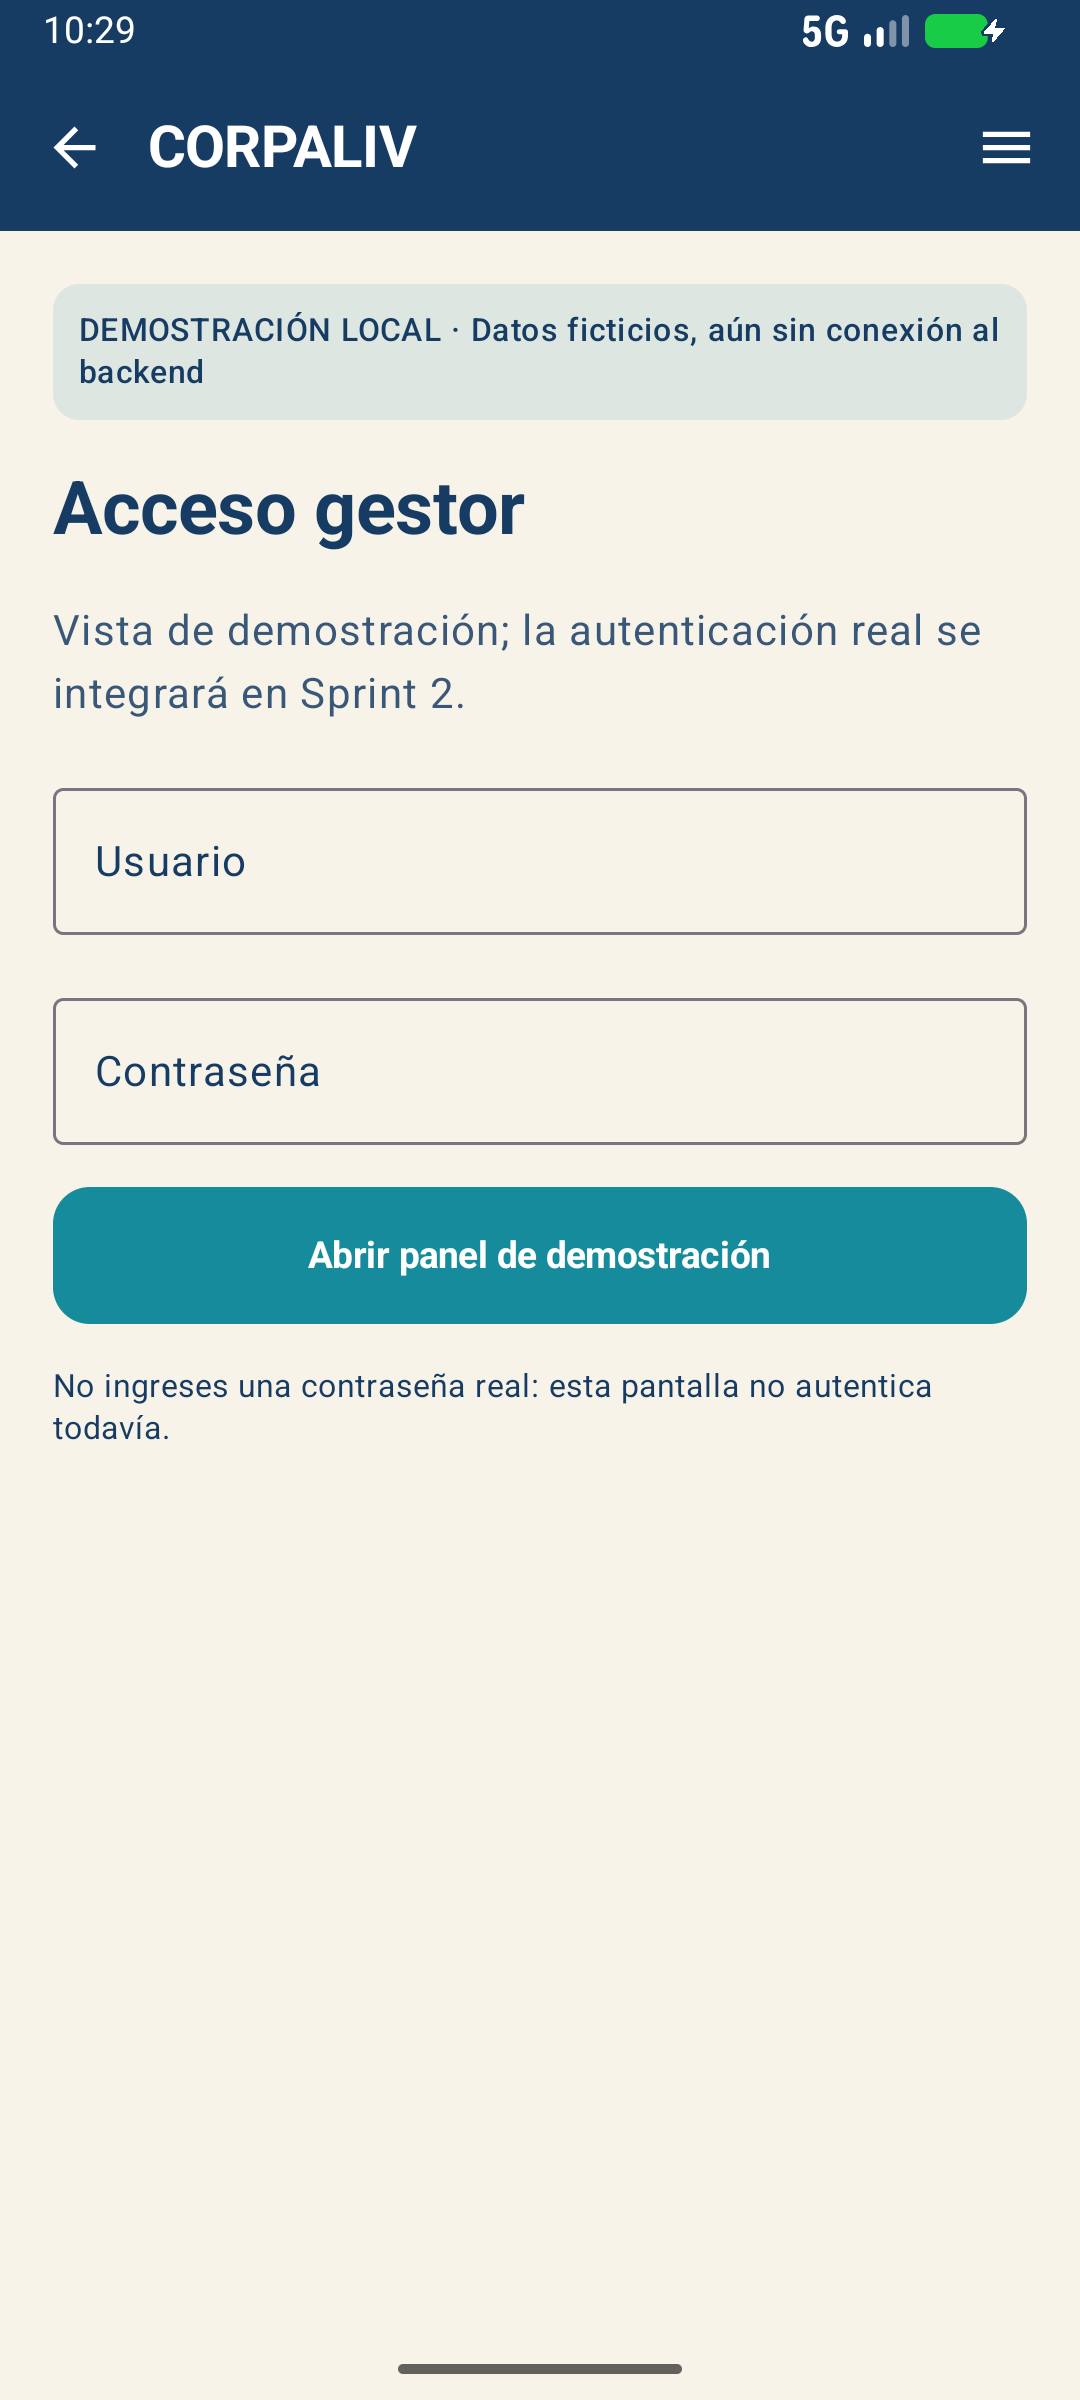 10:29
5G
CORPALIV
DEMOSTRACIÓN LOCAL · Datos ficticios, aún sin conexión al
backend
Acceso gestor
Vista de demostración; la autenticación real se
integrará en Sprint 2.
Usuario
Contraseña
Abrir panel de demostración
No ingreses una contraseña real: esta pantalla no autentica
todavía.